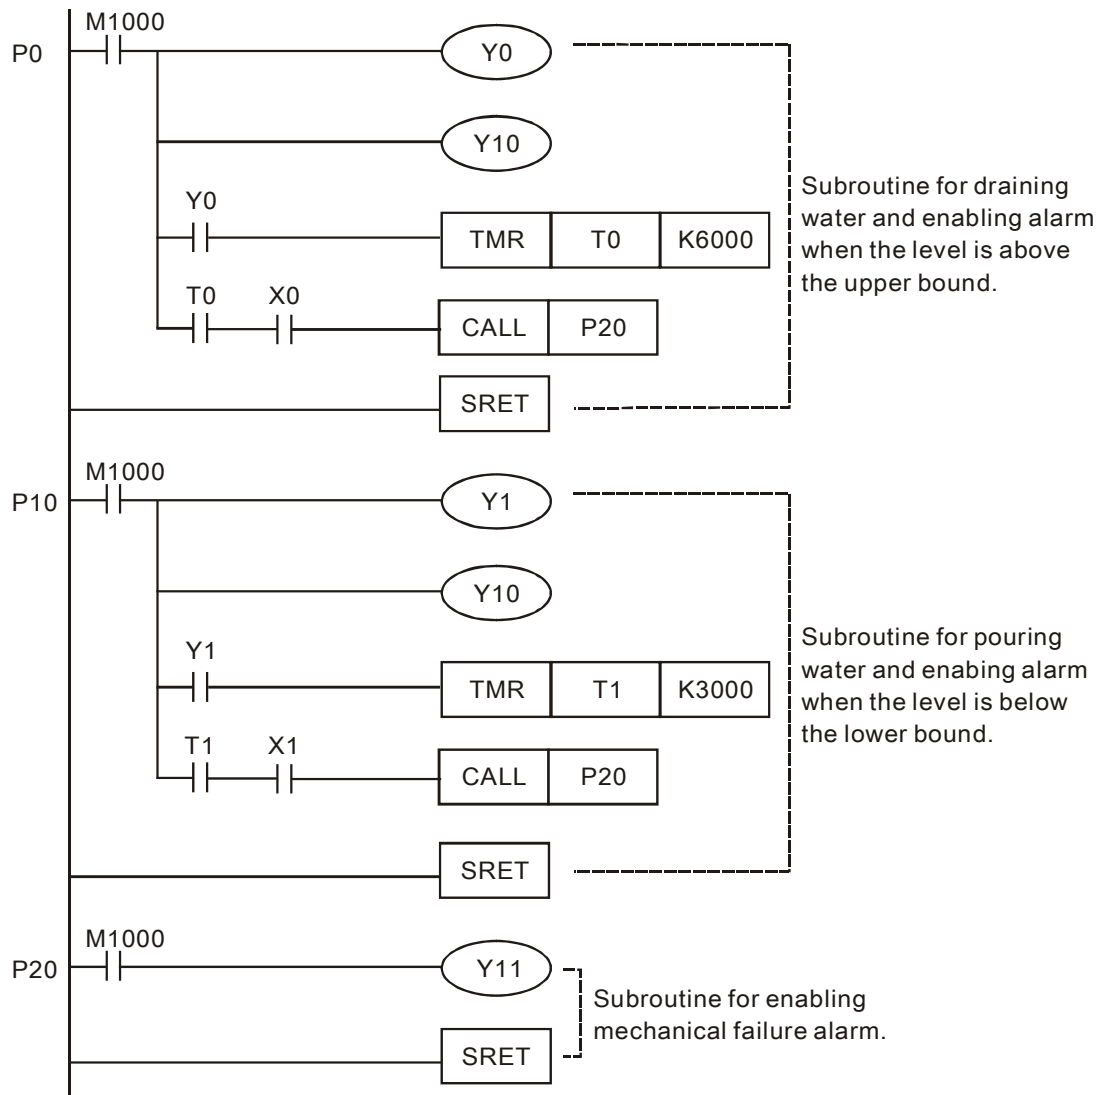 M1000
P0
Y0
Y10
Y0
TMR T0 K6000
T0 X0
CALL P20
SRET
Subroutine for draining
water and enabling alarm
when the level is above
the upper bound.
M1000
P10
Y1
Y10
Y1
TMR T1 K3000
T1 X1
CALL P20
SRET
Subroutine for pouring
water and enabing alarm
when the level is below
the lower bound.
M1000
P20
Y11
SRET
Subroutine for enabling
mechanical failure alarm.